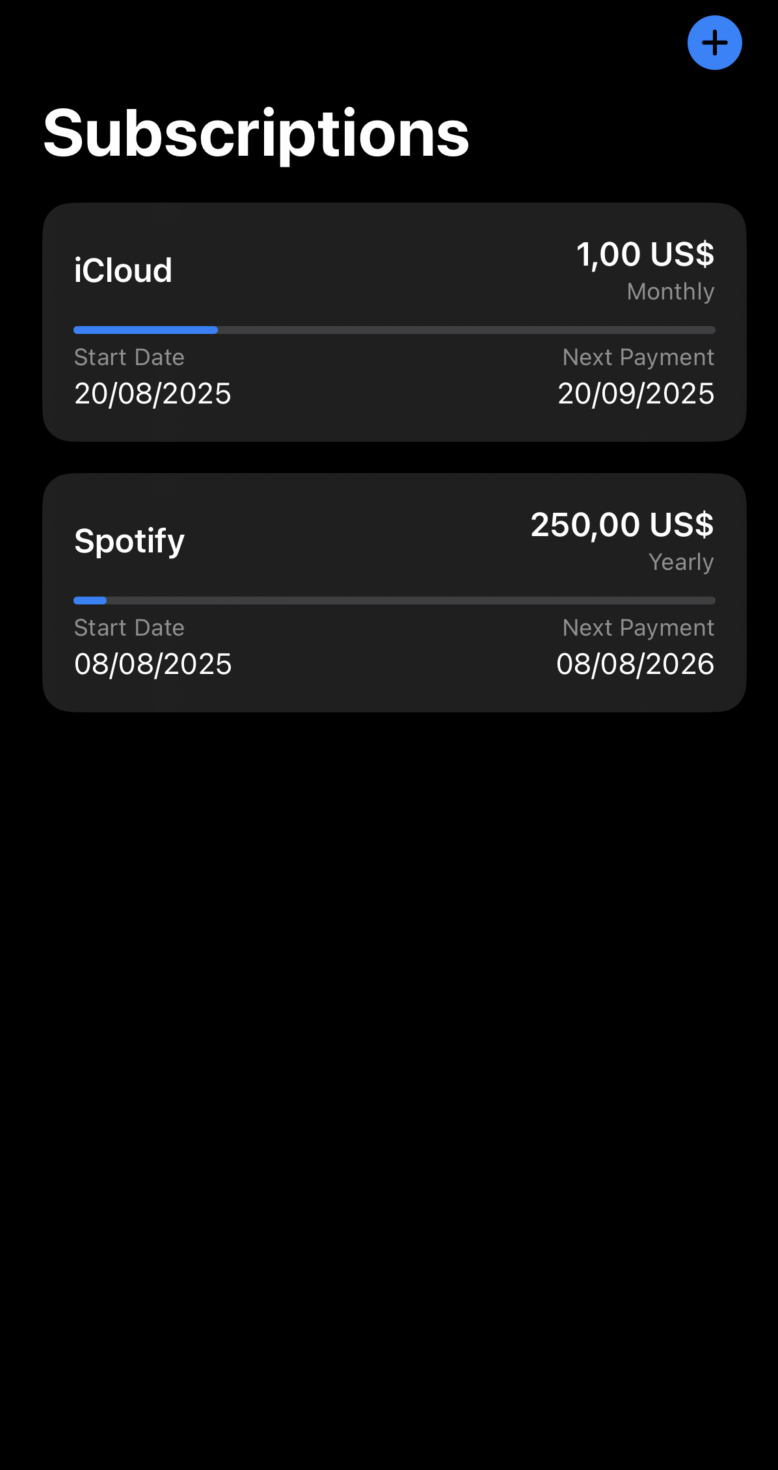 Subscriptions
iCloud
1,00 US$
Monthly
Start Date
Next Payment
20/08/2025
20/09/2025
Spotify
250,00 US$
Yearly
Start Date
Next Payment
08/08/2025
08/08/2026